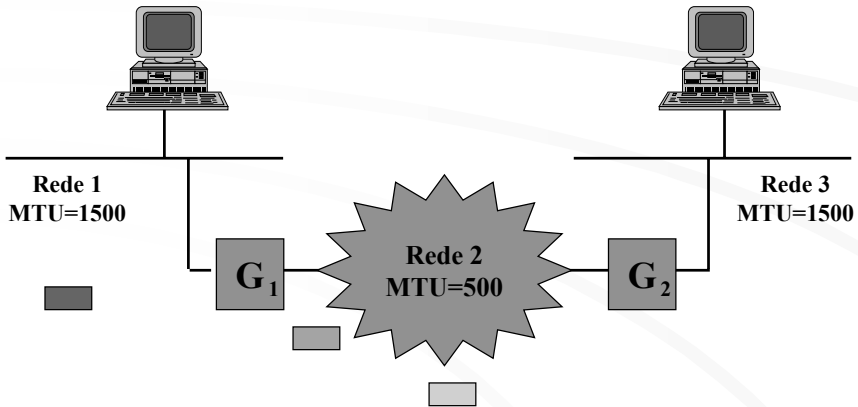 Rede 1
MTU=1500
Rede 3
MTU=1500
Rede 2
MTU=500
G1
G2